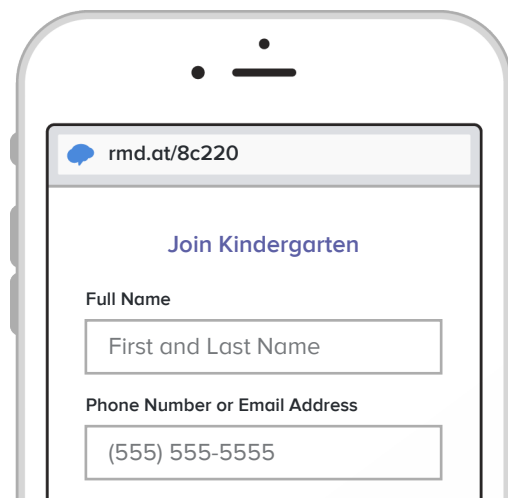 rmd.at/8c220
Join Kindergarten
Full Name
First and Last Name
Phone Number or Email Address
(555) 555-5555